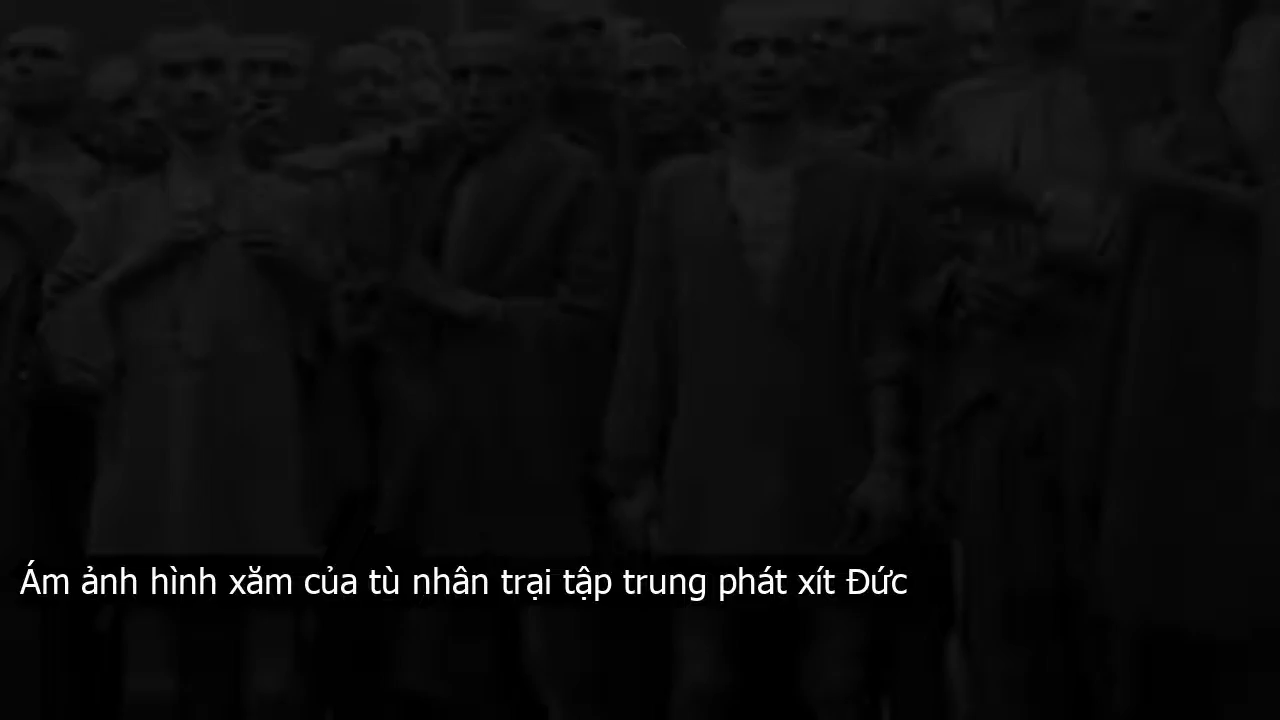 Ám ảnh hình xăm của tù nhân trại tập trung phát xít Đức